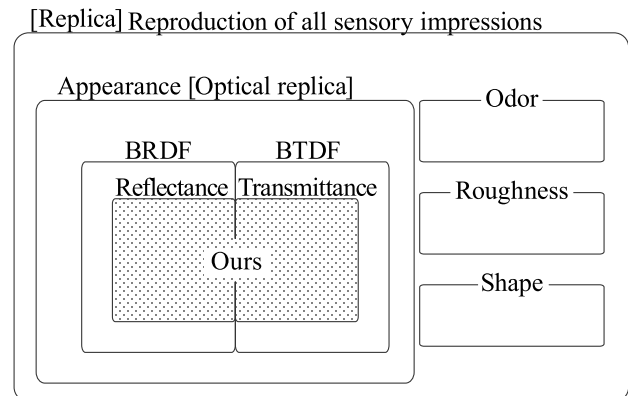 [Replica] Reproduction of all sensory impressions
Appearance [Optical replica]
BRDF
BTDF
Reflectance
Transmittance
Ours
Odor
Roughness
Shape